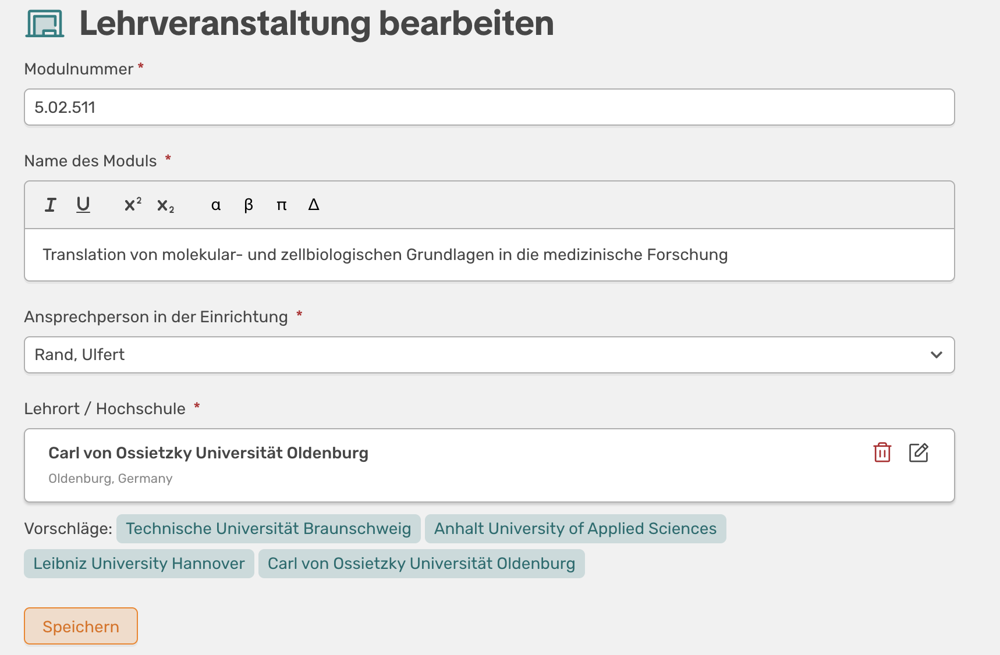 Lehrveranstaltung bearbeiten
Modulnummer *
5.02.511
Name des Moduls *
I U x² x₂ α β π Δ
Translation von molekular- und zellbiologischen Grundlagen in die medizinische Forschung
Ansprechperson in der Einrichtung *
Rand, Ulfert
Lehrort / Hochschule *
Carl von Ossietzky Universität Oldenburg
Oldenburg, Germany
Vorschläge: Technische Universität Braunschweig Anhalt University of Applied Sciences
Leibniz University Hannover Carl von Ossietzky Universität Oldenburg
Speichern